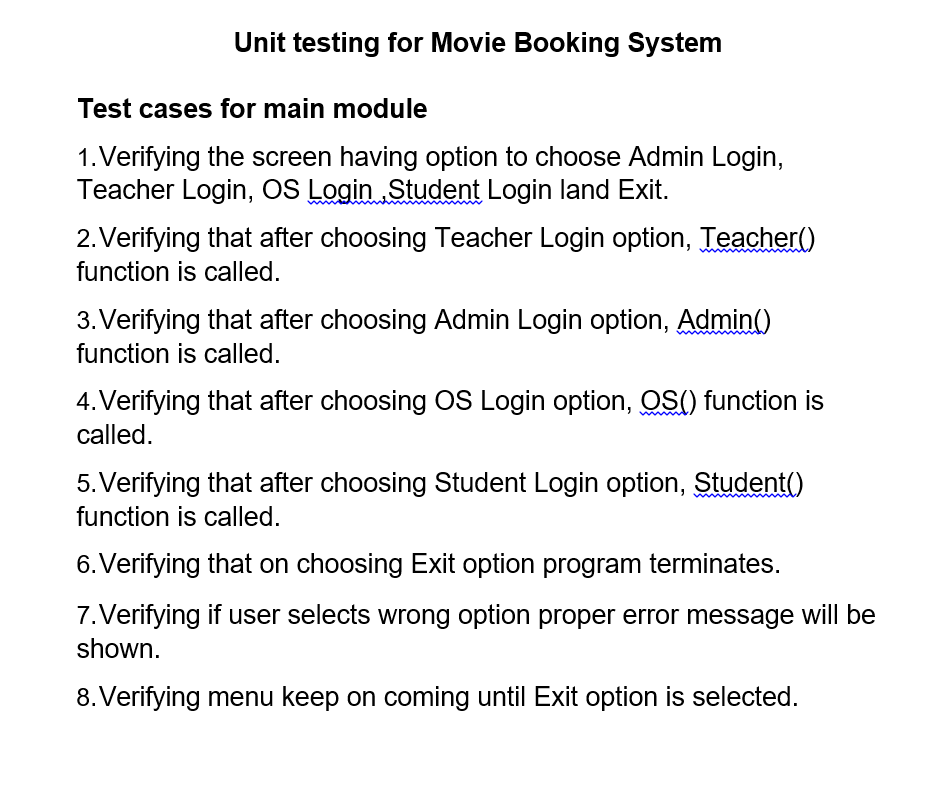 Unit testing for Movie Booking System
Test cases for main module
1.Verifying the screen having option to choose Admin Login,
Teacher Login, OS Login ,Student Login land Exit.
2.Verifying that after choosing Teacher Login option, Teacher()
function is called.
3.Verifying that after choosing Admin Login option, Admin()
function is called.
4.Verifying that after choosing OS Login option, OS() function is
called.
5.Verifying that after choosing Student Login option, Student()
function is called.
6.Verifying that on choosing Exit option program terminates.
7.Verifying if user selects wrong option proper error message will be
shown.
8.Verifying menu keep on coming until Exit option is selected.